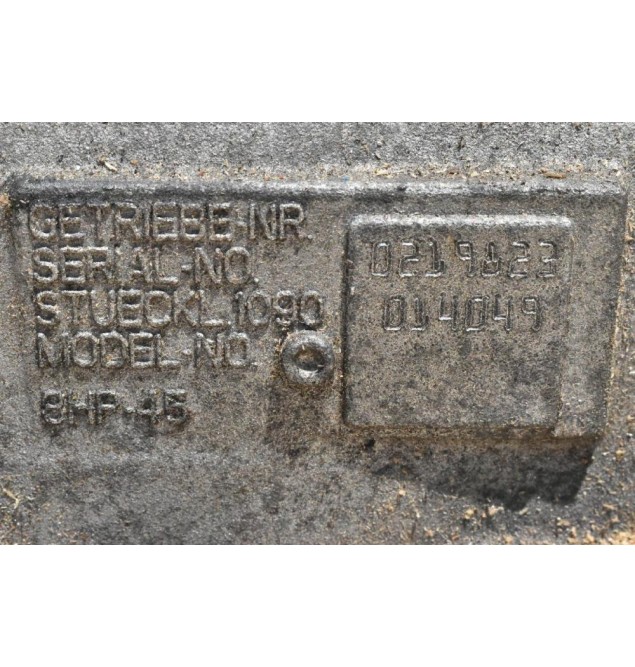 GETRIEBE-NR.
SERIAL-NO.
STUECKL.1090
MODEL-NO.
8HP-45
0219623
014049